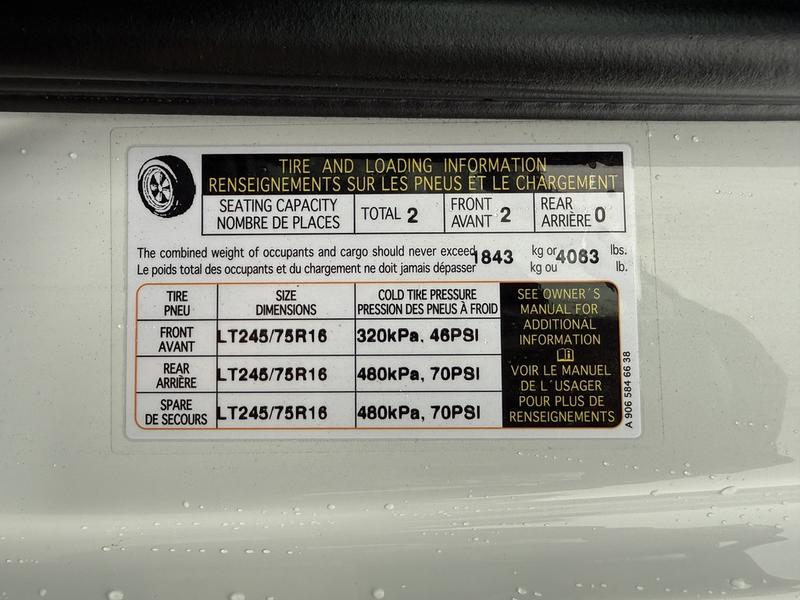 TIRE AND LOADING INFORMATION
RENSEIGNEMENTS SUR LES PNEUS ET LE CHARGEMENT
SEATING CAPACITY
NOMBRE DE PLACES
TOTAL 2
FRONT
AVANT 2
REAR
ARRIÈRE 0
The combined weight of occupants and cargo should never exceed 1843 kg or 4063 lbs.
Le poids total des occupants et du chargement ne doit jamais dépasser kg ou lb.
TIRE
PNEU
SIZE
DIMENSIONS
COLD TIRE PRESSURE
PRESSION DES PNEUS À FROID
FRONT
AVANT
LT245/75R16
320kPa, 46PSI
REAR
ARRIÈRE
LT245/75R16
480kPa, 70PSI
SPARE
DE SECOURS
LT245/75R16
480kPa, 70PSI
SEE OWNER´S
MANUAL FOR
ADDITIONAL
INFORMATION
VOIR LE MANUEL
DE L´USAGER
POUR PLUS DE
RENSEIGNEMENTS
A 906 584 66 38